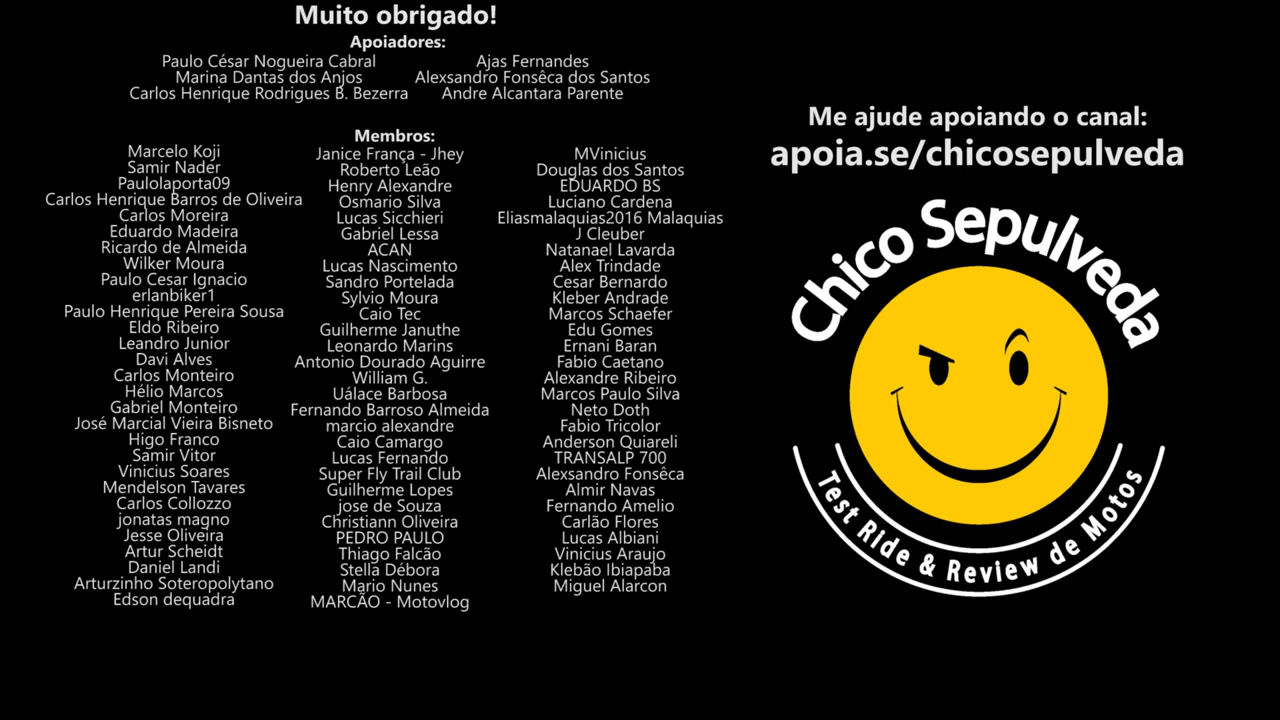 Muito obrigado!
Apoiadores:
Paulo César Nogueira Cabral
Marina Dantas dos Anjos
Carlos Henrique Rodrigues B. Bezerra
Ajas Fernandes
Alexsandro Fonsêca dos Santos
Andre Alcantara Parente
Membros:
Marcelo Koji
Samir Nader
Paulolaporta09
Carlos Henrique Barros de Oliveira
Carlos Moreira
Eduardo Madeira
Ricardo de Almeida
Wilker Moura
Paulo Cesar Ignacio
erlanbiker1
Paulo Henrique Pereira Sousa
Eldo Ribeiro
Leandro Junior
Davi Alves
Carlos Monteiro
Hélio Marcos
Gabriel Monteiro
José Marcial Vieira Bisneto
Higo Franco
Samir Vitor
Vinicius Soares
Mendelson Tavares
Carlos Collozzo
jonatas magno
Jesse Oliveira
Artur Scheidt
Daniel Landi
Arturzinho Soteropolytano
Edson dequadra
Janice França - Jhey
Roberto Leão
Henry Alexandre
Osmario Silva
Lucas Sicchieri
Gabriel Lessa
ACAN
Lucas Nascimento
Sandro Portelada
Sylvio Moura
Caio Tec
Guilherme Januthe
Leonardo Marins
Antonio Dourado Aguirre
William G.
Uálace Barbosa
Fernando Barroso Almeida
marcio alexandre
Caio Camargo
Lucas Fernando
Super Fly Trail Club
Guilherme Lopes
jose de Souza
Christiann Oliveira
PEDRO PAULO
Thiago Falcão
Stella Débora
Mario Nunes
MARCÃO - Motovlog
MVinicius
Douglas dos Santos
EDUARDO BS
Luciano Cardena
Eliasmalaquias2016 Malaquias
J Cleuber
Natanael Lavarda
Alex Trindade
Cesar Bernardo
Kleber Andrade
Marcos Schaefer
Edu Gomes
Ernani Baran
Fabio Caetano
Alexandre Ribeiro
Marcos Paulo Silva
Neto Doth
Fabio Tricolor
Anderson Quiareli
TRANSALP 700
Alexsandro Fonsêca
Almir Navas
Fernando Amelio
Carlão Flores
Lucas Albiani
Vinicius Araujo
Klebão Ibiapaba
Miguel Alarcon
Me ajude apoiando o canal:
apoia.se/chicosepulveda
Chico Sepulveda
Test Ride & Review de Motos